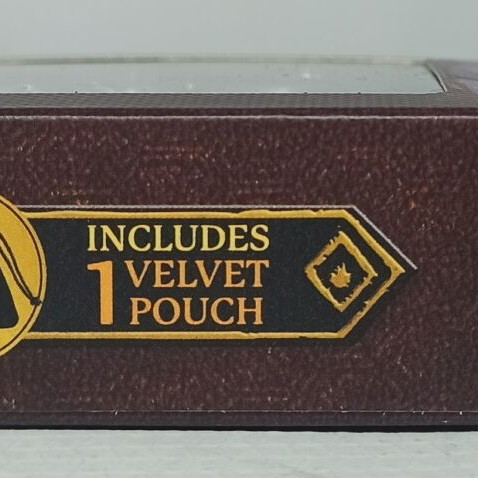 INCLUDES
1 VELVET
POUCH